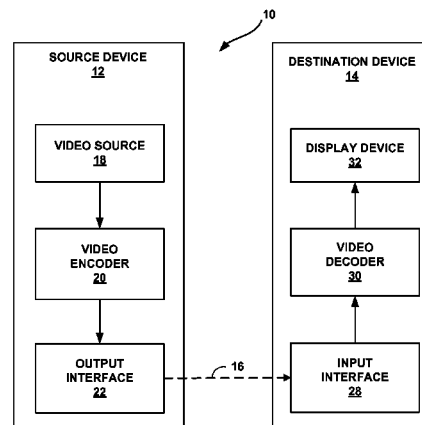 10
SOURCE DEVICE
12
VIDEO SOURCE
18
VIDEO
ENCODER
20
OUTPUT
INTERFACE
22
16
DESTINATION DEVICE
14
DISPLAY DEVICE
32
VIDEO
DECODER
30
INPUT
INTERFACE
28